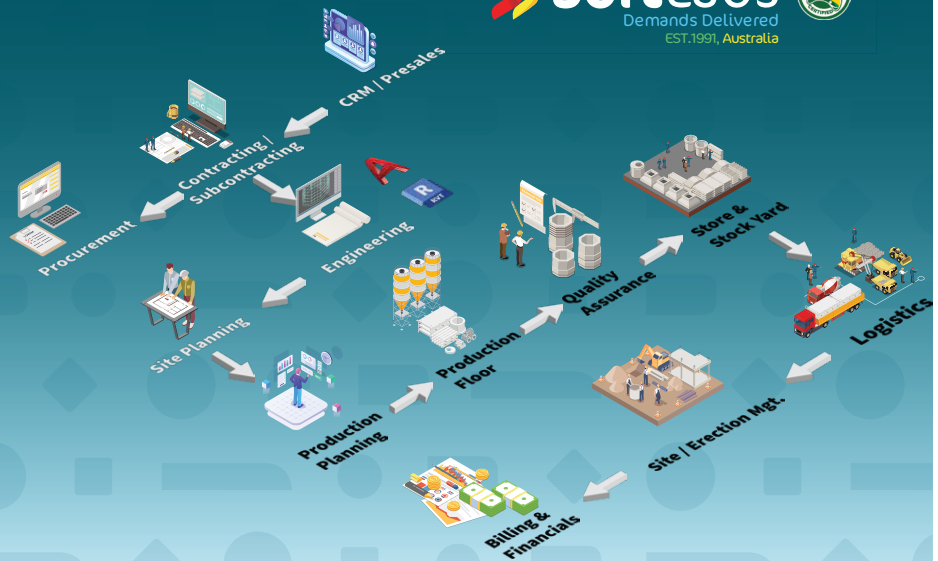 Demands Delivered
EST.1991, Australia
CRM | Presales
Contracting /
Subcontracting
Procurement
Engineering
R
RVT
Site Planning
Production
Planning
Production
Floor
Quality
Assurance
Store &
Stock Yard
Logistics
Site | Erection Mgt.
Billing &
Financials